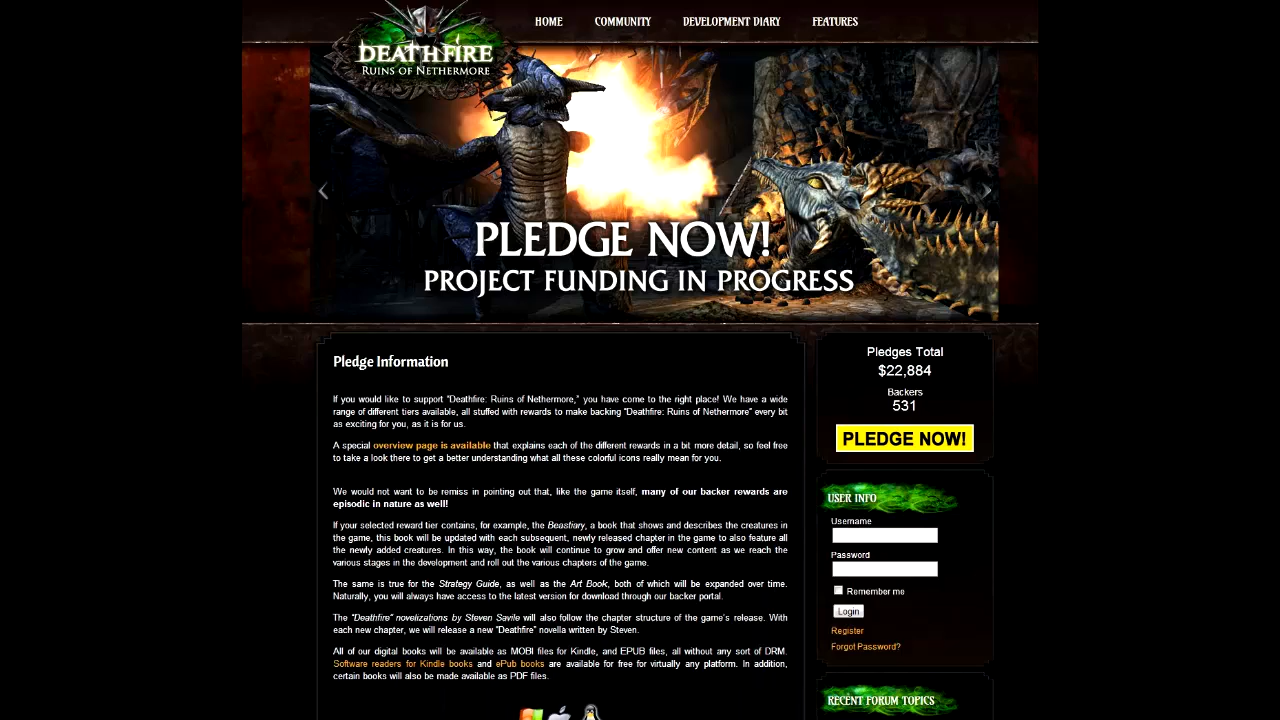 HOME COMMUNITY DEVELOPMENT DIARY FEATURES
DEATHFIRE
RUINS OF NETHERMORE
PLEDGE NOW!
PROJECT FUNDING IN PROGRESS
Pledge Information
If you would like to support "Deathfire: Ruins of Nethermore," you have come to the right place! We have a wide
range of different tiers available, all stuffed with rewards to make backing "Deathfire: Ruins of Nethermore" every bit
as exciting for you, as it is for us.
A special overview page is available that explains each of the different rewards in a bit more detail, so feel free
to take a look there to get a better understanding what all these colorful icons really mean for you.
We would not want to be remiss in pointing out that, like the game itself, many of our backer rewards are
episodic in nature as well!
If your selected reward tier contains, for example, the Beastiary, a book that shows and describes the creatures in
the game, this book will be updated with each subsequent, newly released chapter in the game to also feature all
the newly added creatures. In this way, the book will continue to grow and offer new content as we reach the
various stages in the development and roll out the various chapters of the game.
The same is true for the Strategy Guide, as well as the Art Book, both of which will be expanded over time.
Naturally, you will always have access to the latest version for download through our backer portal.
The "Deathfire" novelizations by Steven Savile will also follow the chapter structure of the game's release. With
each new chapter, we will release a new "Deathfire" novella written by Steven.
All of our digital books will be available as MOBI files for Kindle, and EPUB files, all without any sort of DRM.
Software readers for Kindle books and ePub books are available for free for virtually any platform. In addition,
certain books will also be made available as PDF files.
Pledges Total
$22,884
Backers
531
PLEDGE NOW!
USER INFO
Username
Password
Remember me
Login
Register
Forgot Password?
RECENT FORUM TOPICS